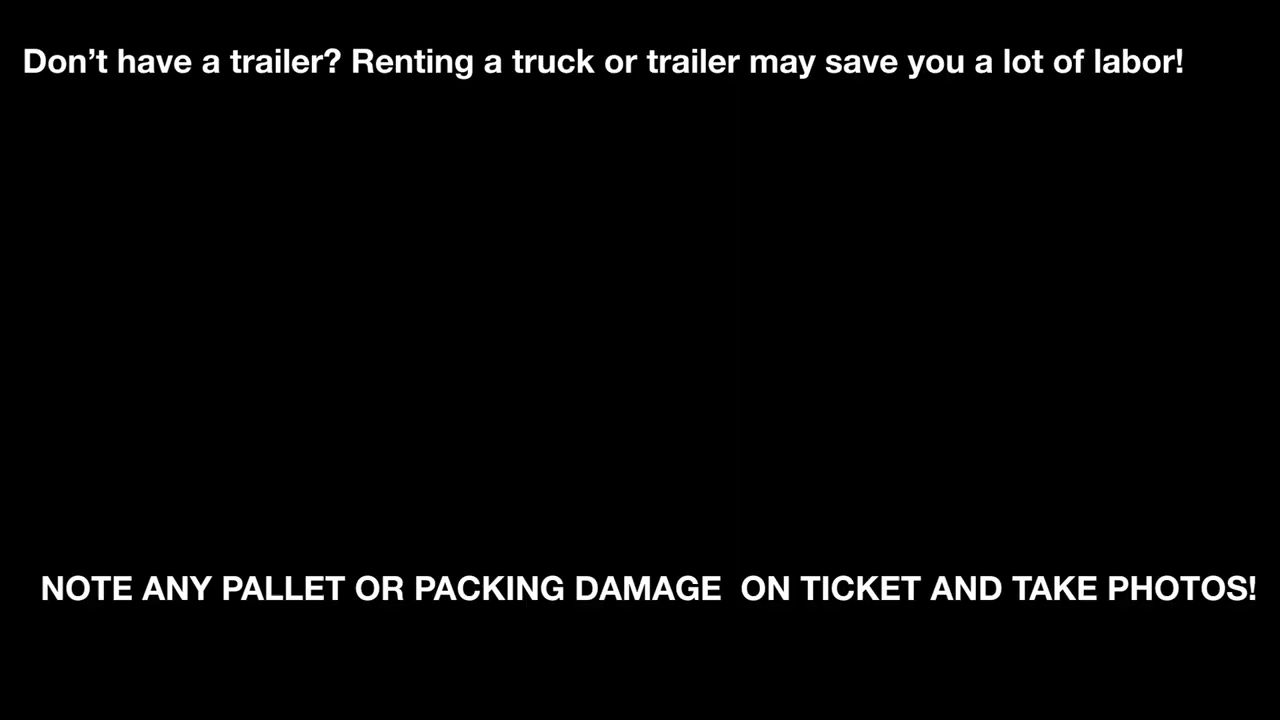 Don’t have a trailer? Renting a truck or trailer may save you a lot of labor!
NOTE ANY PALLET OR PACKING DAMAGE  ON TICKET AND TAKE PHOTOS!